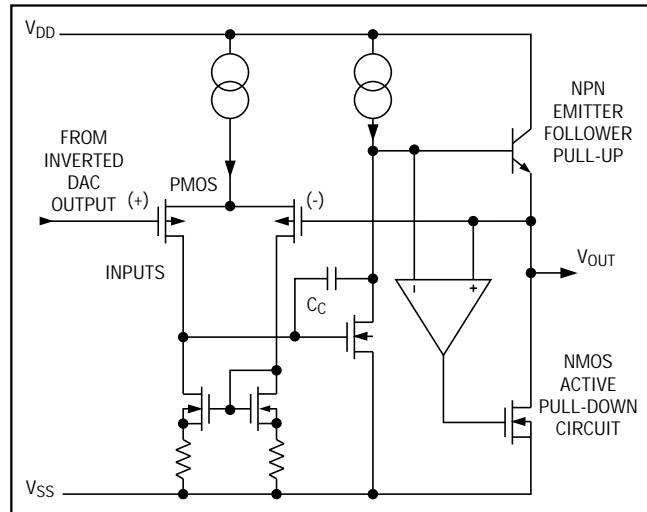 VDD
NPN
EMITTER
FOLLOWER
PULL-UP
FROM
INVERTED
DAC
OUTPUT
PMOS
(+)
(-)
INPUTS
CC
-
+
VOUT
NMOS
ACTIVE
PULL-DOWN
CIRCUIT
VSS